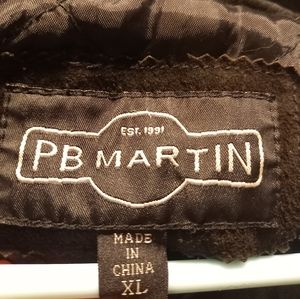 EST. 1991
PB MARTIN
MADE
IN
CHINA
XL